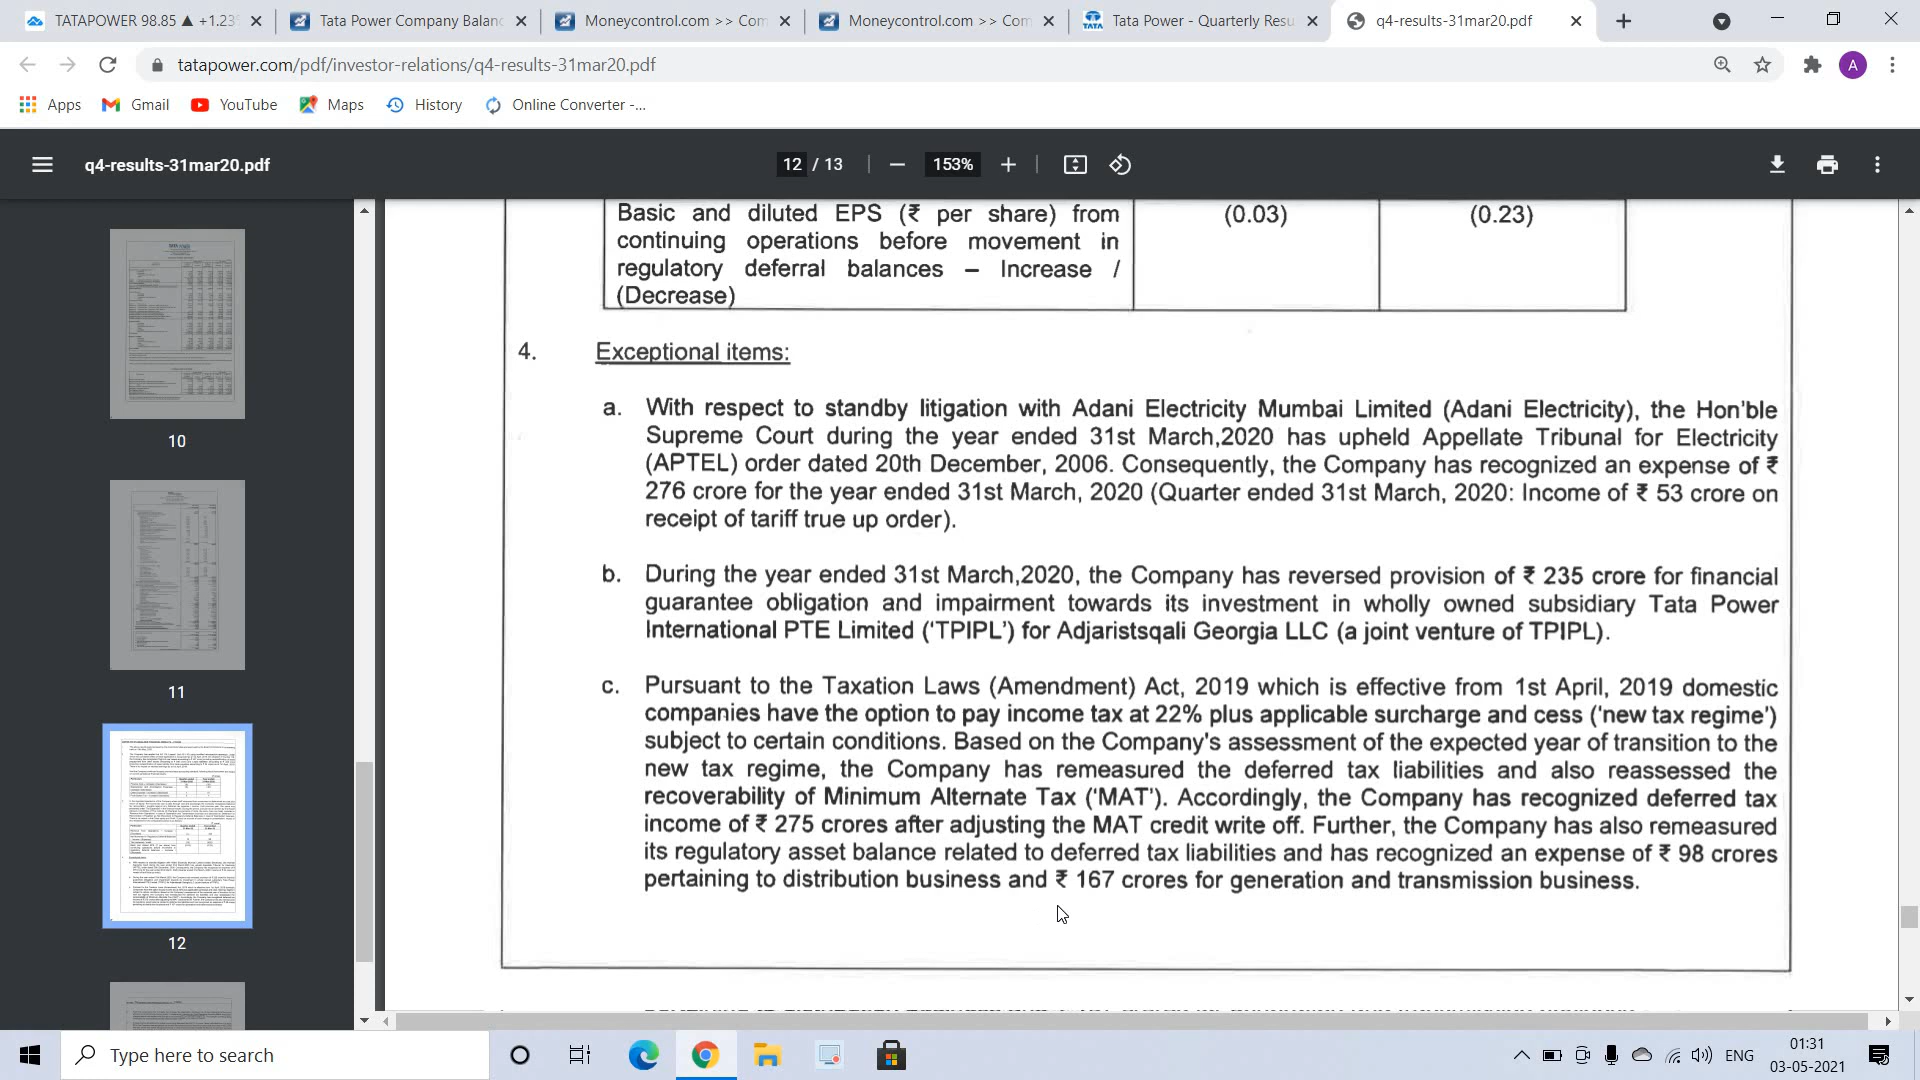 TATAPOWER 98.85 ▲ +1.23
Tata Power Company Balanc
Moneycontrol.com >> Com
Moneycontrol.com >> Com
TATA
Tata Power - Quarterly Resu
q4-results-31mar20.pdf
tatapower.com/pdf/investor-relations/q4-results-31mar20.pdf
A
Apps
Gmail
YouTube
Maps
History
Online Converter -...
q4-results-31mar20.pdf
12 / 13
153%
10
11
12
Basic and diluted EPS (₹ per share) from
continuing operations before movement in
regulatory deferral balances – Increase /
(Decrease)
(0.03)
(0.23)
4. Exceptional items:
a. With respect to standby litigation with Adani Electricity Mumbai Limited (Adani Electricity), the Hon'ble
Supreme Court during the year ended 31st March,2020 has upheld Appellate Tribunal for Electricity
(APTEL) order dated 20th December, 2006. Consequently, the Company has recognized an expense of ₹
276 crore for the year ended 31st March, 2020 (Quarter ended 31st March, 2020: Income of ₹ 53 crore on
receipt of tariff true up order).
b. During the year ended 31st March,2020, the Company has reversed provision of ₹ 235 crore for financial
guarantee obligation and impairment towards its investment in wholly owned subsidiary Tata Power
International PTE Limited ('TPIPL') for Adjaristsqali Georgia LLC (a joint venture of TPIPL).
c. Pursuant to the Taxation Laws (Amendment) Act, 2019 which is effective from 1st April, 2019 domestic
companies have the option to pay income tax at 22% plus applicable surcharge and cess ('new tax regime')
subject to certain conditions. Based on the Company's assessment of the expected year of transition to the
new tax regime, the Company has remeasured the deferred tax liabilities and also reassessed the
recoverability of Minimum Alternate Tax ('MAT'). Accordingly, the Company has recognized deferred tax
income of ₹ 275 crores after adjusting the MAT credit write off. Further, the Company has also remeasured
its regulatory asset balance related to deferred tax liabilities and has recognized an expense of ₹ 98 crores
pertaining to distribution business and ₹ 167 crores for generation and transmission business.
Type here to search
ENG
01:31
03-05-2021